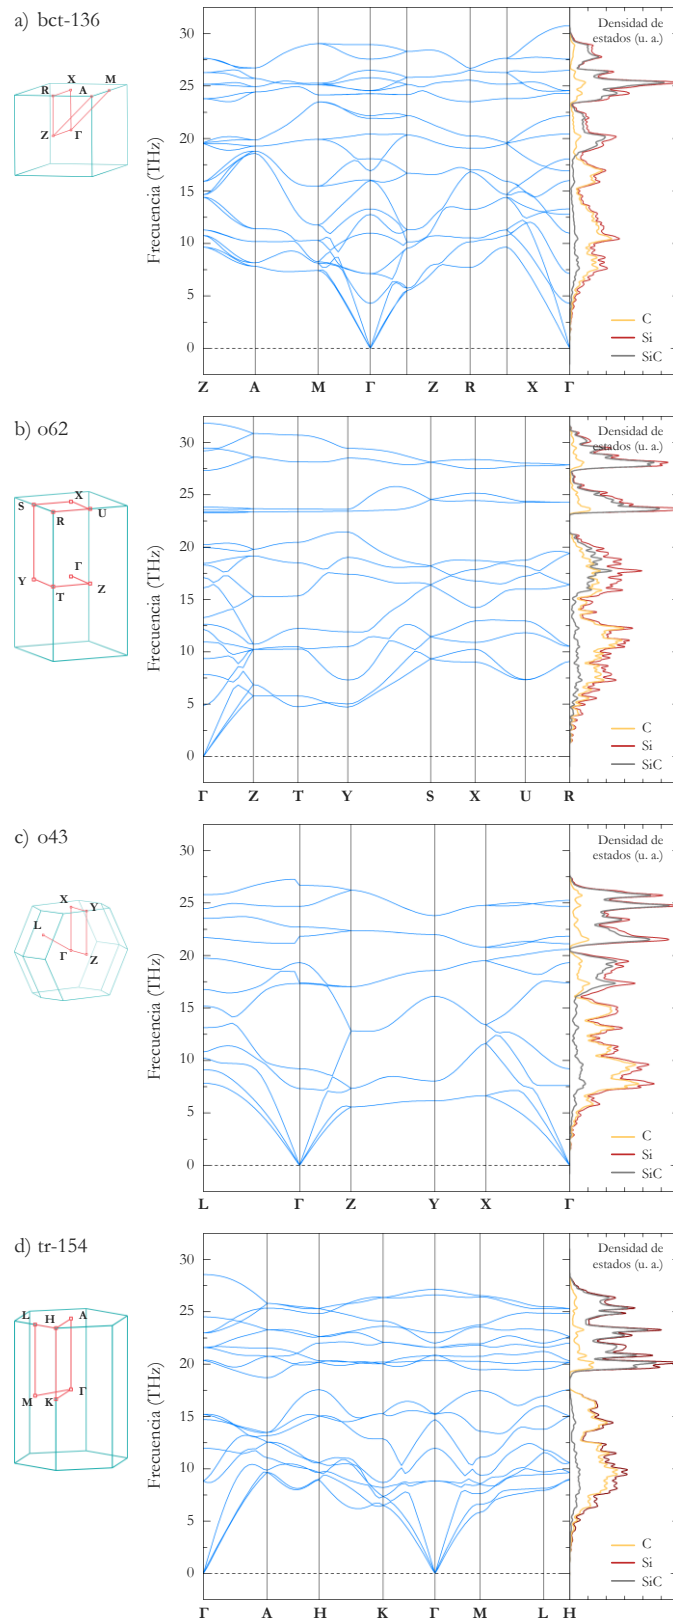 a) bct-136
R X A M
Z Γ
Frecuencia (THz)
30
25
20
15
10
5
0
Z A M Γ Z R X Γ
Densidad de
estados (u. a.)
C
Si
SiC
b) o62
S X
R U
Y Γ
T Z
Frecuencia (THz)
30
25
20
15
10
5
0
Γ Z T Y S X U R
Densidad de
estados (u. a.)
C
Si
SiC
c) o43
X Y
L
Γ Z
Frecuencia (THz)
30
25
20
15
10
5
0
L Γ Z Y X Γ
Densidad de
estados (u. a.)
C
Si
SiC
d) tr-154
L H A
M K Γ
Frecuencia (THz)
30
25
20
15
10
5
0
Γ A H K Γ M L H
Densidad de
estados (u. a.)
C
Si
SiC